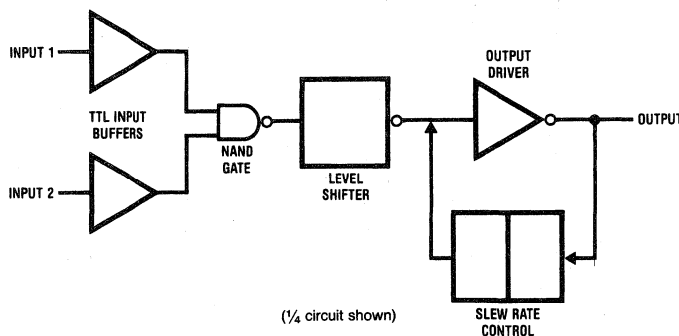 INPUT 1
TTL INPUT
BUFFERS
INPUT 2
NAND
GATE
LEVEL
SHIFTER
OUTPUT
DRIVER
OUTPUT
SLEW RATE
CONTROL
(¼ circuit shown)